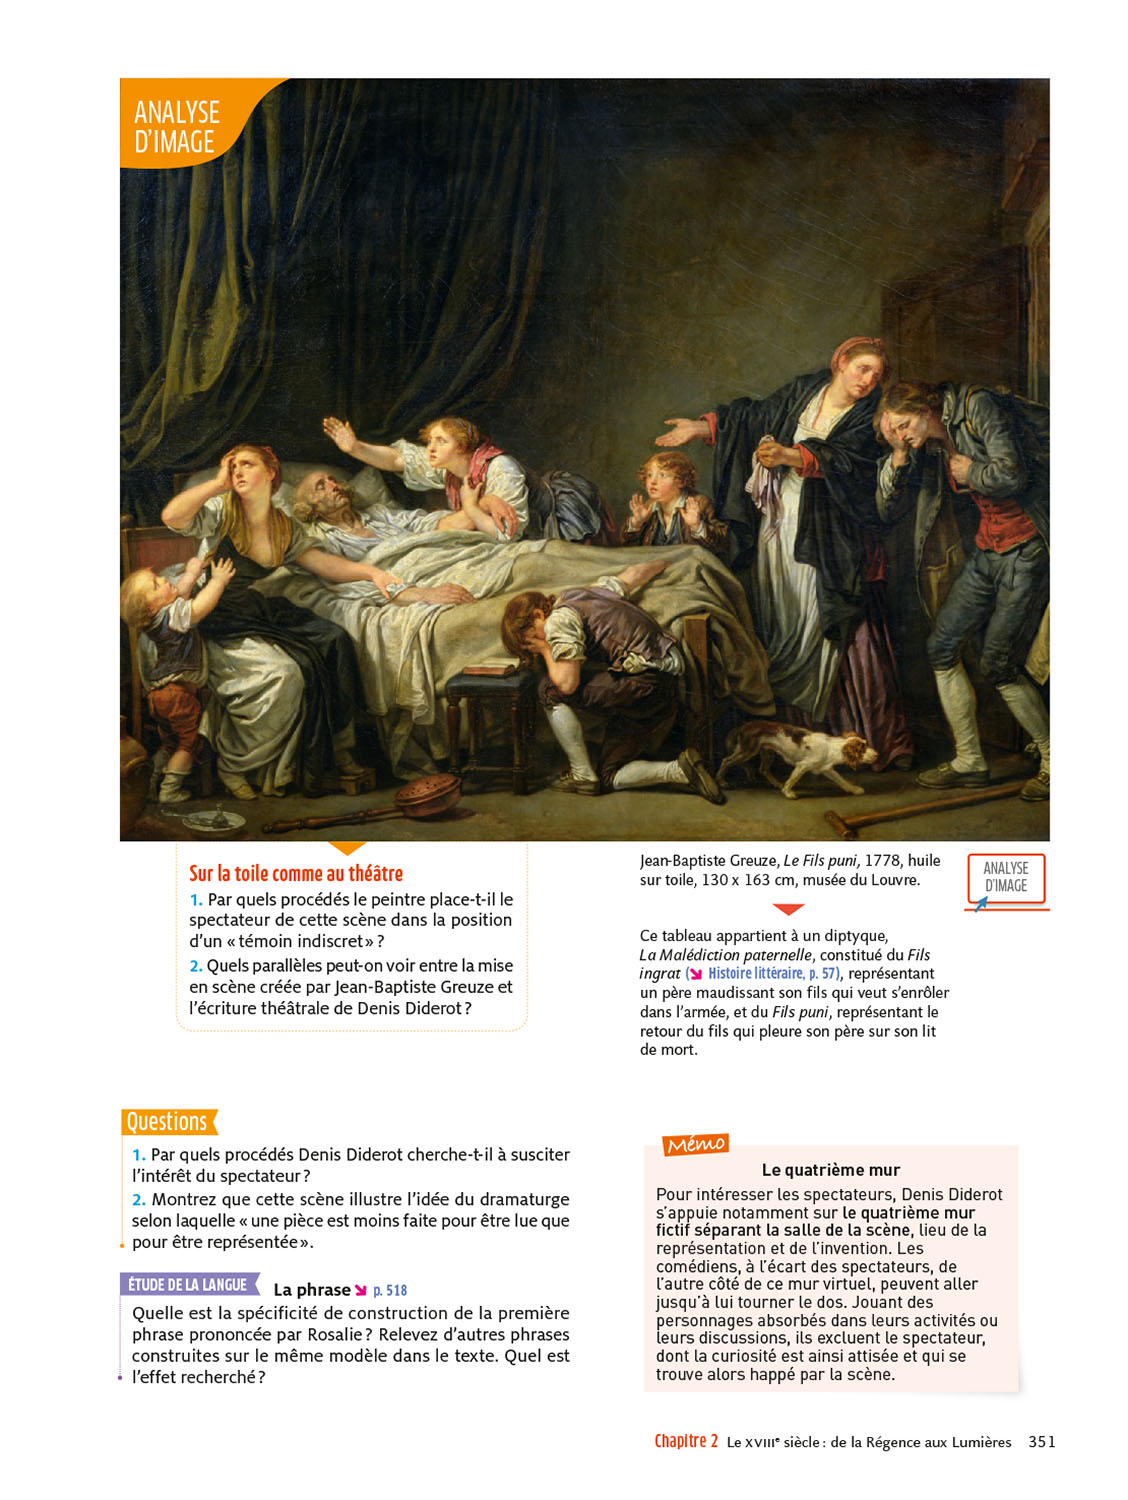 ANALYSE
D'IMAGE
Sur la toile comme au théâtre
1. Par quels procédés le peintre place-t-il le
spectateur de cette scène dans la position
d'un « témoin indiscret » ?
2. Quels parallèles peut-on voir entre la mise
en scène créée par Jean-Baptiste Greuze et
l'écriture théâtrale de Denis Diderot ?
Jean-Baptiste Greuze, Le Fils puni, 1778, huile
sur toile, 130 x 163 cm, musée du Louvre.
ANALYSE
D'IMAGE
Ce tableau appartient à un diptyque,
La Malédiction paternelle, constitué du Fils
ingrat (Histoire littéraire, p. 57), représentant
un père maudissant son fils qui veut s'enrôler
dans l'armée, et du Fils puni, représentant le
retour du fils qui pleure son père sur son lit
de mort.
Questions
1. Par quels procédés Denis Diderot cherche-t-il à susciter
l'intérêt du spectateur ?
2. Montrez que cette scène illustre l'idée du dramaturge
selon laquelle « une pièce est moins faite pour être lue que
pour être représentée ».
ÉTUDE DE LA LANGUE La phrase p. 518
Quelle est la spécificité de construction de la première
phrase prononcée par Rosalie ? Relevez d'autres phrases
construites sur le même modèle dans le texte. Quel est
l'effet recherché ?
Mémo
Le quatrième mur
Pour intéresser les spectateurs, Denis Diderot
s'appuie notamment sur le quatrième mur
fictif séparant la salle de la scène, lieu de la
représentation et de l'invention. Les
comédiens, à l'écart des spectateurs, de
l'autre côté de ce mur virtuel, peuvent aller
jusqu'à lui tourner le dos. Jouant des
personnages absorbés dans leurs activités ou
leurs discussions, ils excluent le spectateur,
dont la curiosité est ainsi attisée et qui se
trouve alors happé par la scène.
Chapitre 2 Le XVIIIe siècle : de la Régence aux Lumières 351